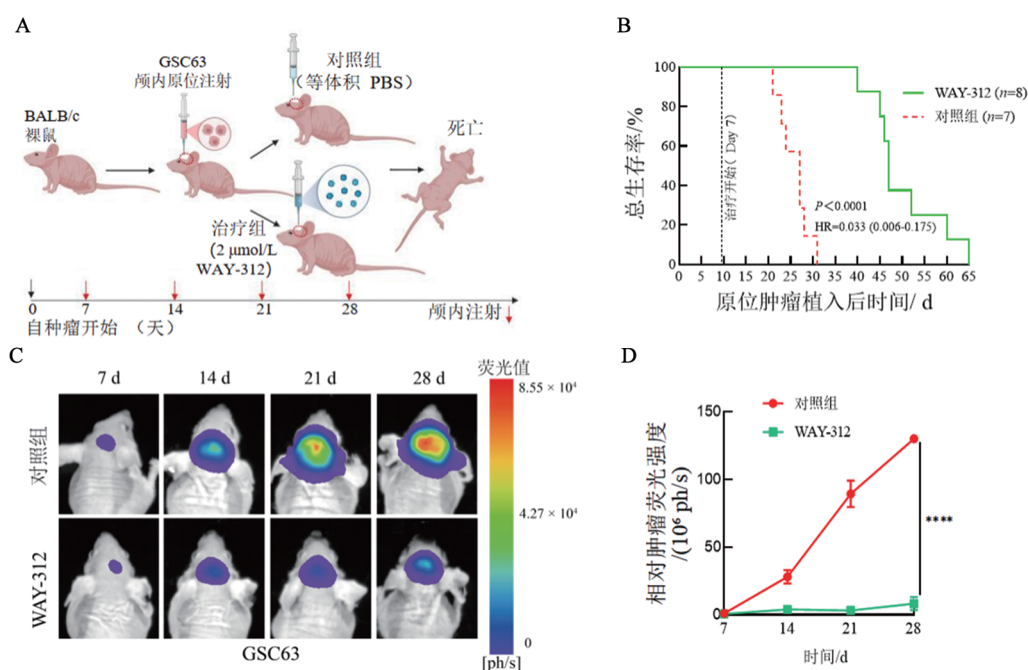 A
GSC63
颅内原位注射
对照组
(等体积 PBS)
BALB/c
裸鼠
死亡
治疗组
(2 μmol/L
WAY-312)
0
7
14
21
28
颅内注射
自种瘤开始 (天)
B
总生存率/%
100
80
60
40
20
0
治疗开始( Day 7)
WAY-312 (n=8)
对照组 (n=7)
P＜0.0001
HR=0.033 (0.006-0.175)
0 5 10 15 20 25 30 35 40 45 46 52 60 65
原位肿瘤植入后时间/ d
C
7 d
14 d
21 d
28 d
荧光值
对照组
WAY-312
8.55 × 10⁴
4.27 × 10⁴
0
[ph/s]
GSC63
D
相对肿瘤荧光强度
/(10⁶ ph/s)
150
100
50
0
对照组
WAY-312
****
7 14 21 28
时间/d